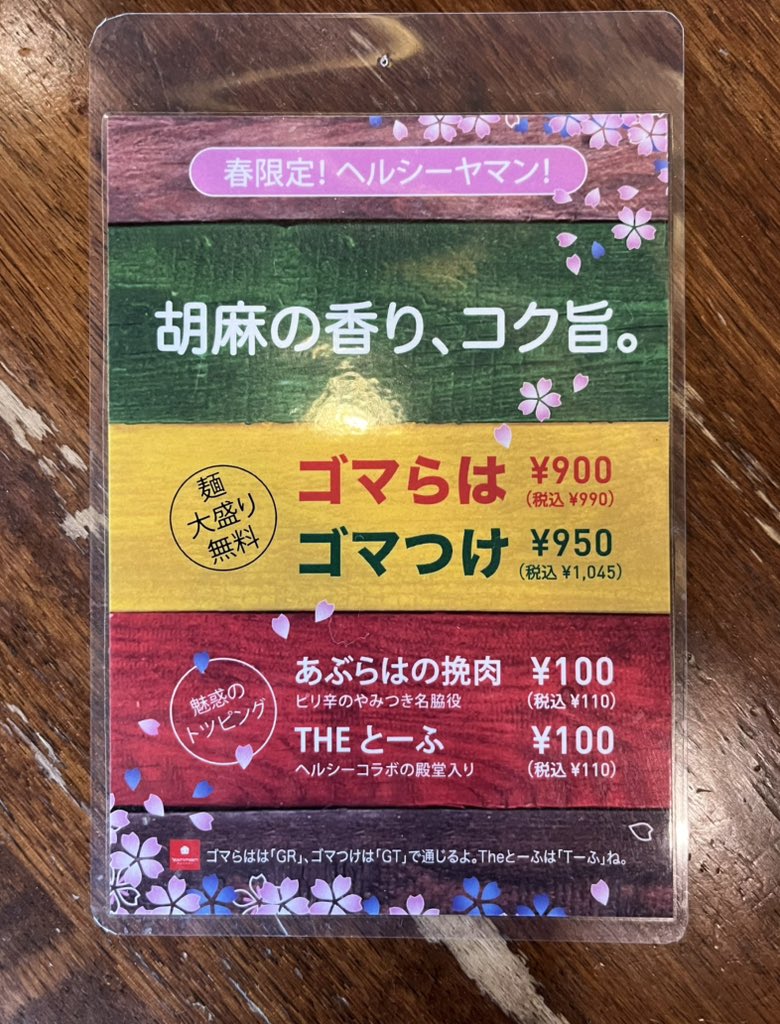 春限定！ヘルシーヤマン！
胡麻の香り、コク旨。
麺
大盛り
無料
ゴマらは ¥900
(税込 ¥990)
ゴマつけ ¥950
(税込 ¥1,045)
魅惑の
トッピング
あぶらはの挽肉 ¥100
ピリ辛のやみつき名脇役 (税込 ¥110)
THE とーふ ¥100
ヘルシーコラボの殿堂入り (税込 ¥110)
ゴマらはは「GR」、ゴマつけは「GT」で通じるよ。Theとーふは「Tーふ」ね。